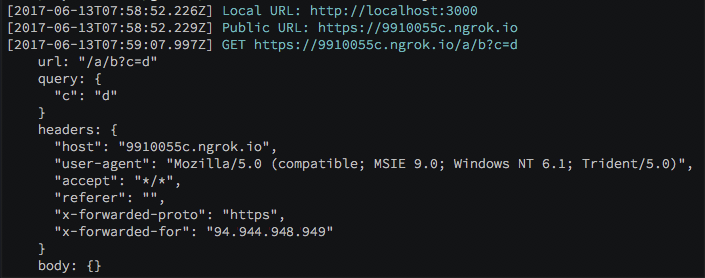 [2017-06-13T07:58:52.226Z] Local URL: http://localhost:3000
[2017-06-13T07:58:52.229Z] Public URL: https://9910055c.ngrok.io
[2017-06-13T07:59:07.997Z] GET https://9910055c.ngrok.io/a/b?c=d
    url: "/a/b?c=d"
    query: {
      "c": "d"
    }
    headers: {
      "host": "9910055c.ngrok.io",
      "user-agent": "Mozilla/5.0 (compatible; MSIE 9.0; Windows NT 6.1; Trident/5.0)",
      "accept": "*/*",
      "referer": "",
      "x-forwarded-proto": "https",
      "x-forwarded-for": "94.944.948.949"
    }
    body: {}